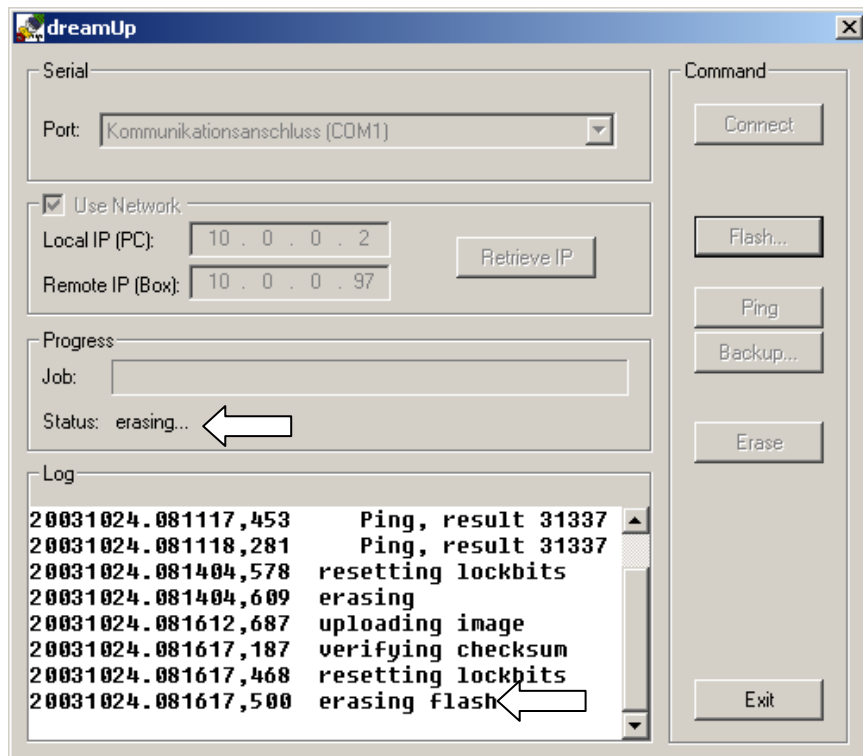 dreamUp
Serial
Port: Kommunikationsanschluss (COM1)
Use Network
Local IP (PC): 10 . 0 . 0 . 2
Remote IP (Box): 10 . 0 . 0 . 97
Retrieve IP
Progress
Job:
Status: erasing...
Log
20031024.081117,453 Ping, result 31337
20031024.081118,281 Ping, result 31337
20031024.081404,578 resetting lockbits
20031024.081404,609 erasing
20031024.081612,687 uploading image
20031024.081617,187 verifying checksum
20031024.081617,468 resetting lockbits
20031024.081617,500 erasing flash
Command
Connect
Flash...
Ping
Backup...
Erase
Exit